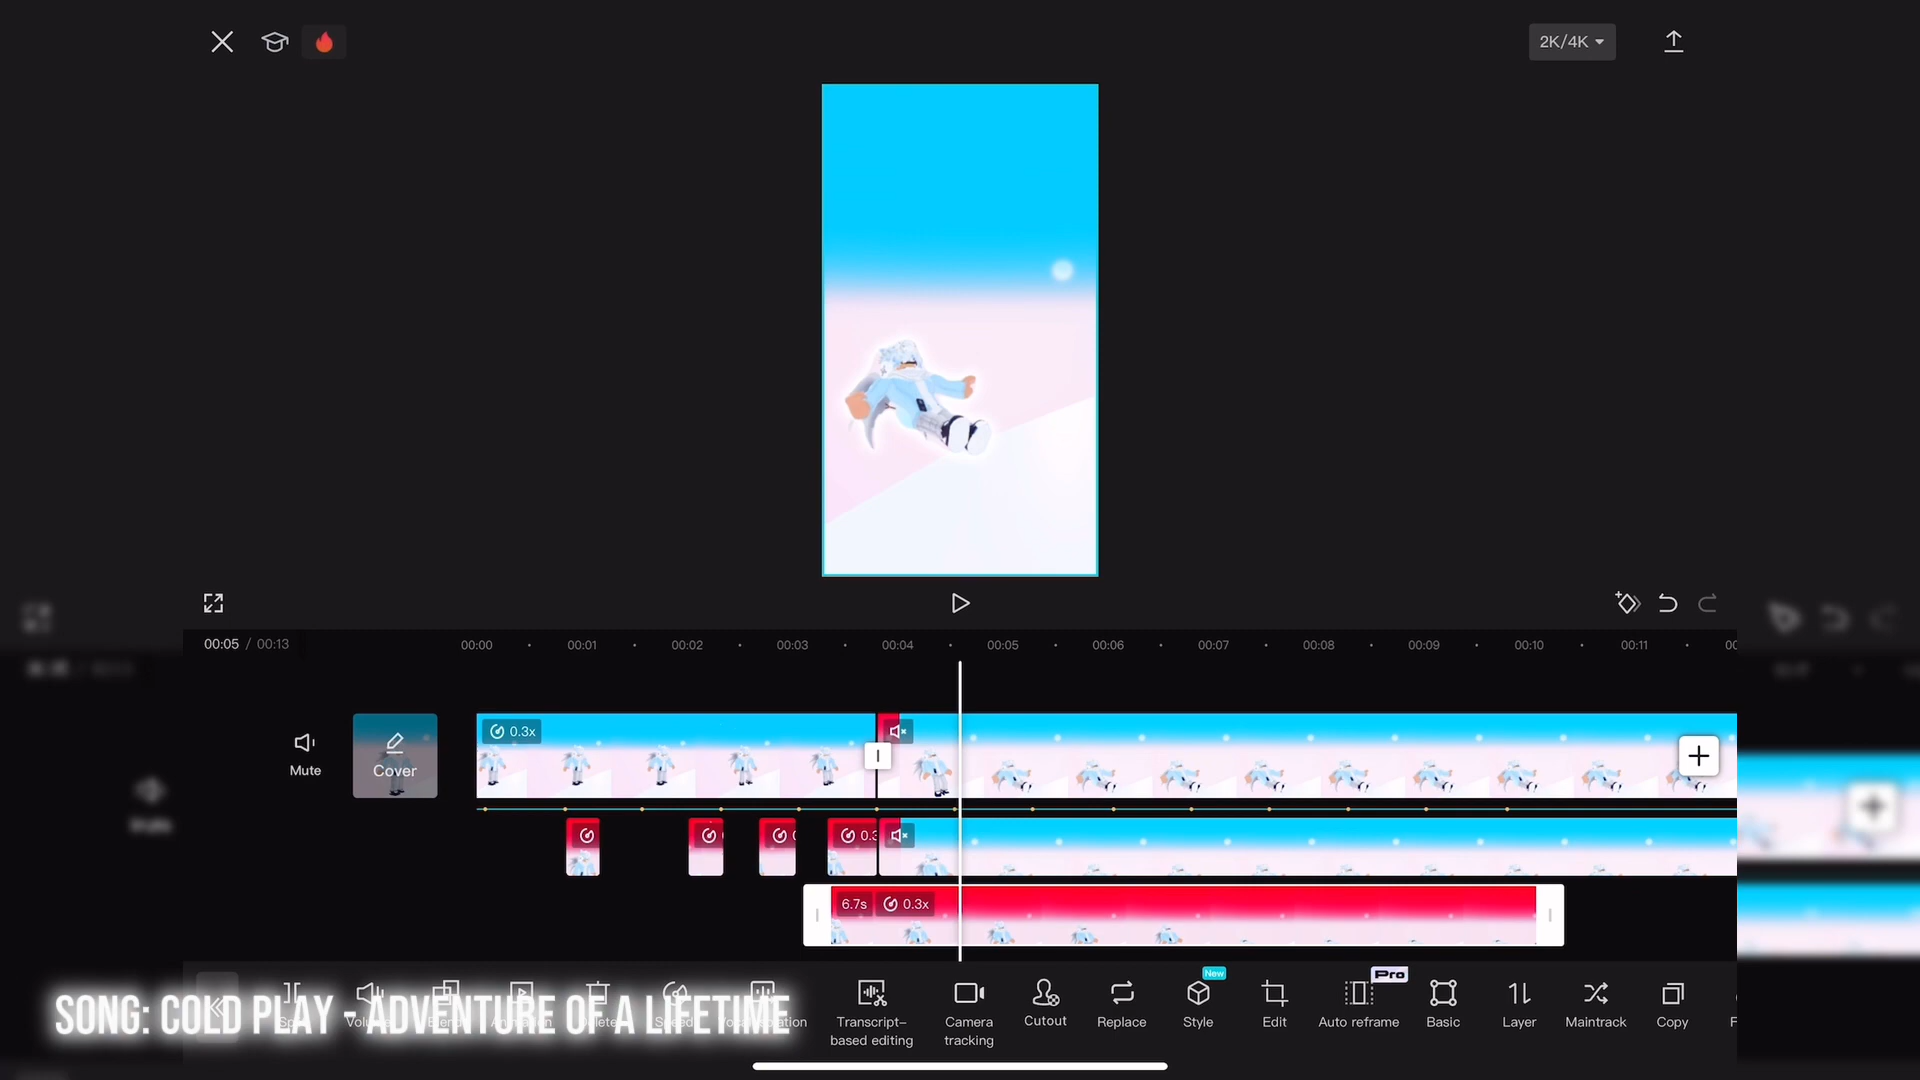 2K/4K
00:05 / 00:13
00:00
00:01
00:02
00:03
00:04
00:05
00:06
00:07
00:08
00:09
00:10
00:11
0.3x
Mute
Cover
6.7s
0.3x
New
Pro
SONG: COLD PLAY - ADVENTURE OF A LIFETIME
Transcript-
based editing
Camera
tracking
Cutout
Replace
Style
Edit
Auto reframe
Basic
Layer
Maintrack
Copy